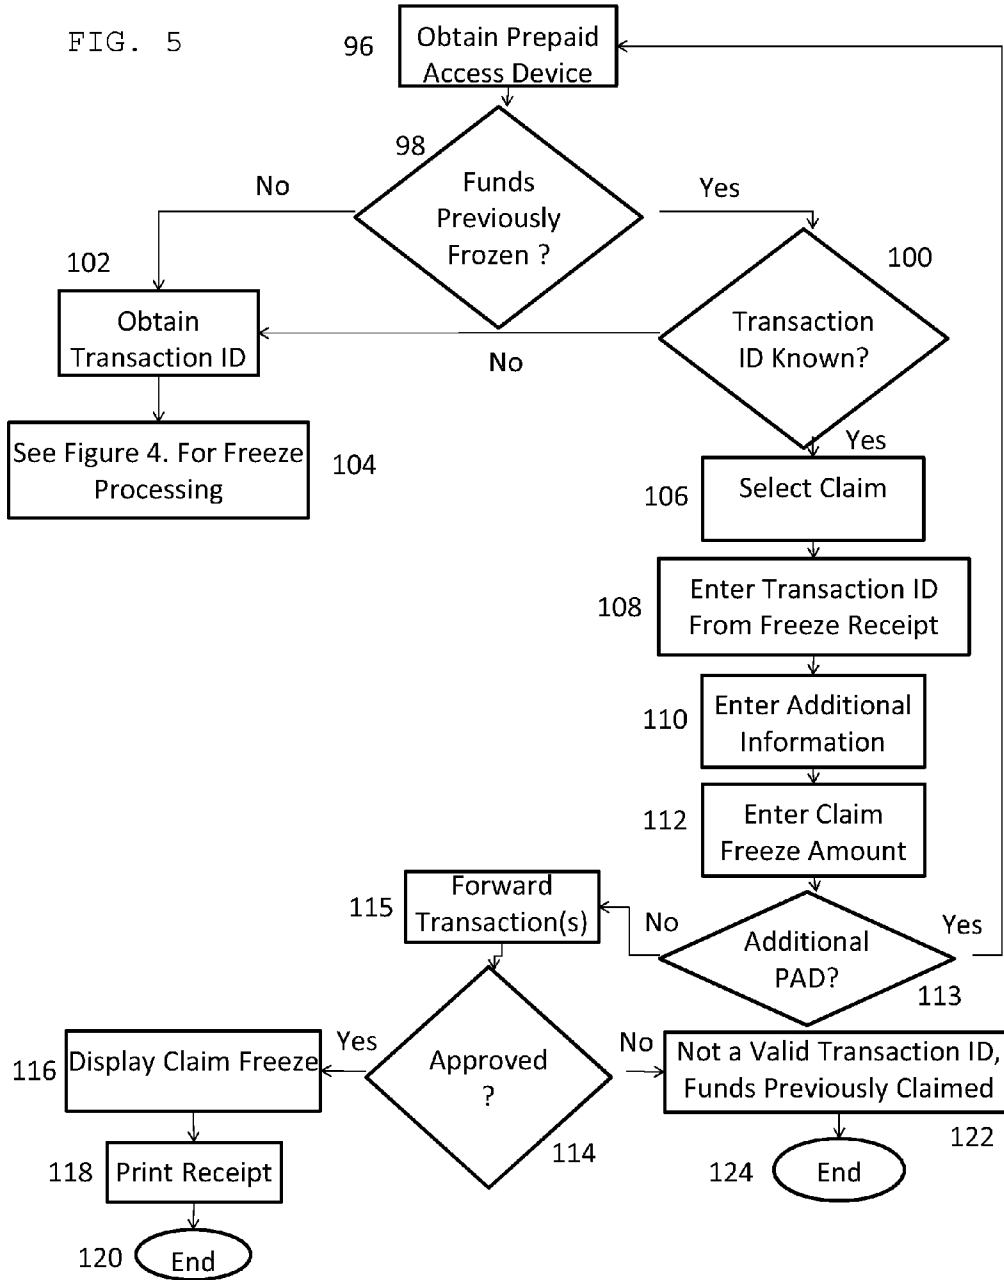 FIG. 5
96
Obtain Prepaid
Access Device
98
Funds
Previously
Frozen ?
No
Yes
100
102
Obtain
Transaction ID
Transaction
ID Known?
No
Yes
See Figure 4. For Freeze
Processing
104
106
Select Claim
108
Enter Transaction ID
From Freeze Receipt
110
Enter Additional
Information
112
Enter Claim
Freeze Amount
115
Forward
Transaction(s)
No
Additional
PAD?
Yes
113
116
Display Claim Freeze
Yes
Approved
?
114
No
Not a Valid Transaction ID,
Funds Previously Claimed
122
118
Print Receipt
124
End
120
End